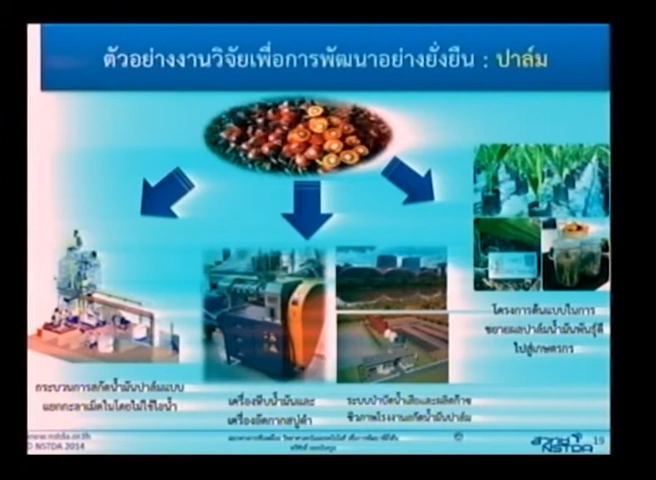 ตัวอย่างงานวิจัยเพื่อการพัฒนาอย่างยั่งยืน : ปาล์ม
โครงการต้นแบบในการ
ขยายผลปาล์มน้ำมันพันธุ์ดี
ไปสู่เกษตรกร
กระบวนการสกัดน้ำมันปาล์มแบบ
แยกกะลาเม็ดในโดยไม่ใช้ไอน้ำ
เครื่องหีบน้ำมันและ
เครื่องอัดกากสบู่ดำ
ระบบบำบัดน้ำเสียและผลิตก๊าซ
ชีวภาพโรงงานสกัดน้ำมันปาล์ม
www.nstda.or.th
© NSTDA 2014
©
สวทช
NSTDA
19